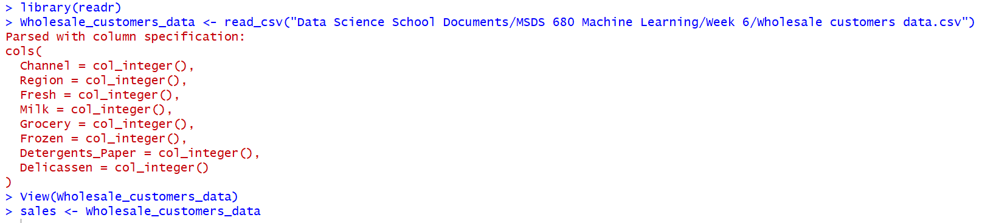 > library(readr)
> Wholesale_customers_data <- read_csv("Data Science School Documents/MSDS 680 Machine Learning/Week 6/Wholesale customers data.csv")
Parsed with column specification:
cols(
  Channel = col_integer(),
  Region = col_integer(),
  Fresh = col_integer(),
  Milk = col_integer(),
  Grocery = col_integer(),
  Frozen = col_integer(),
  Detergents_Paper = col_integer(),
  Delicassen = col_integer()
)
> View(Wholesale_customers_data)
> sales <- Wholesale_customers_data